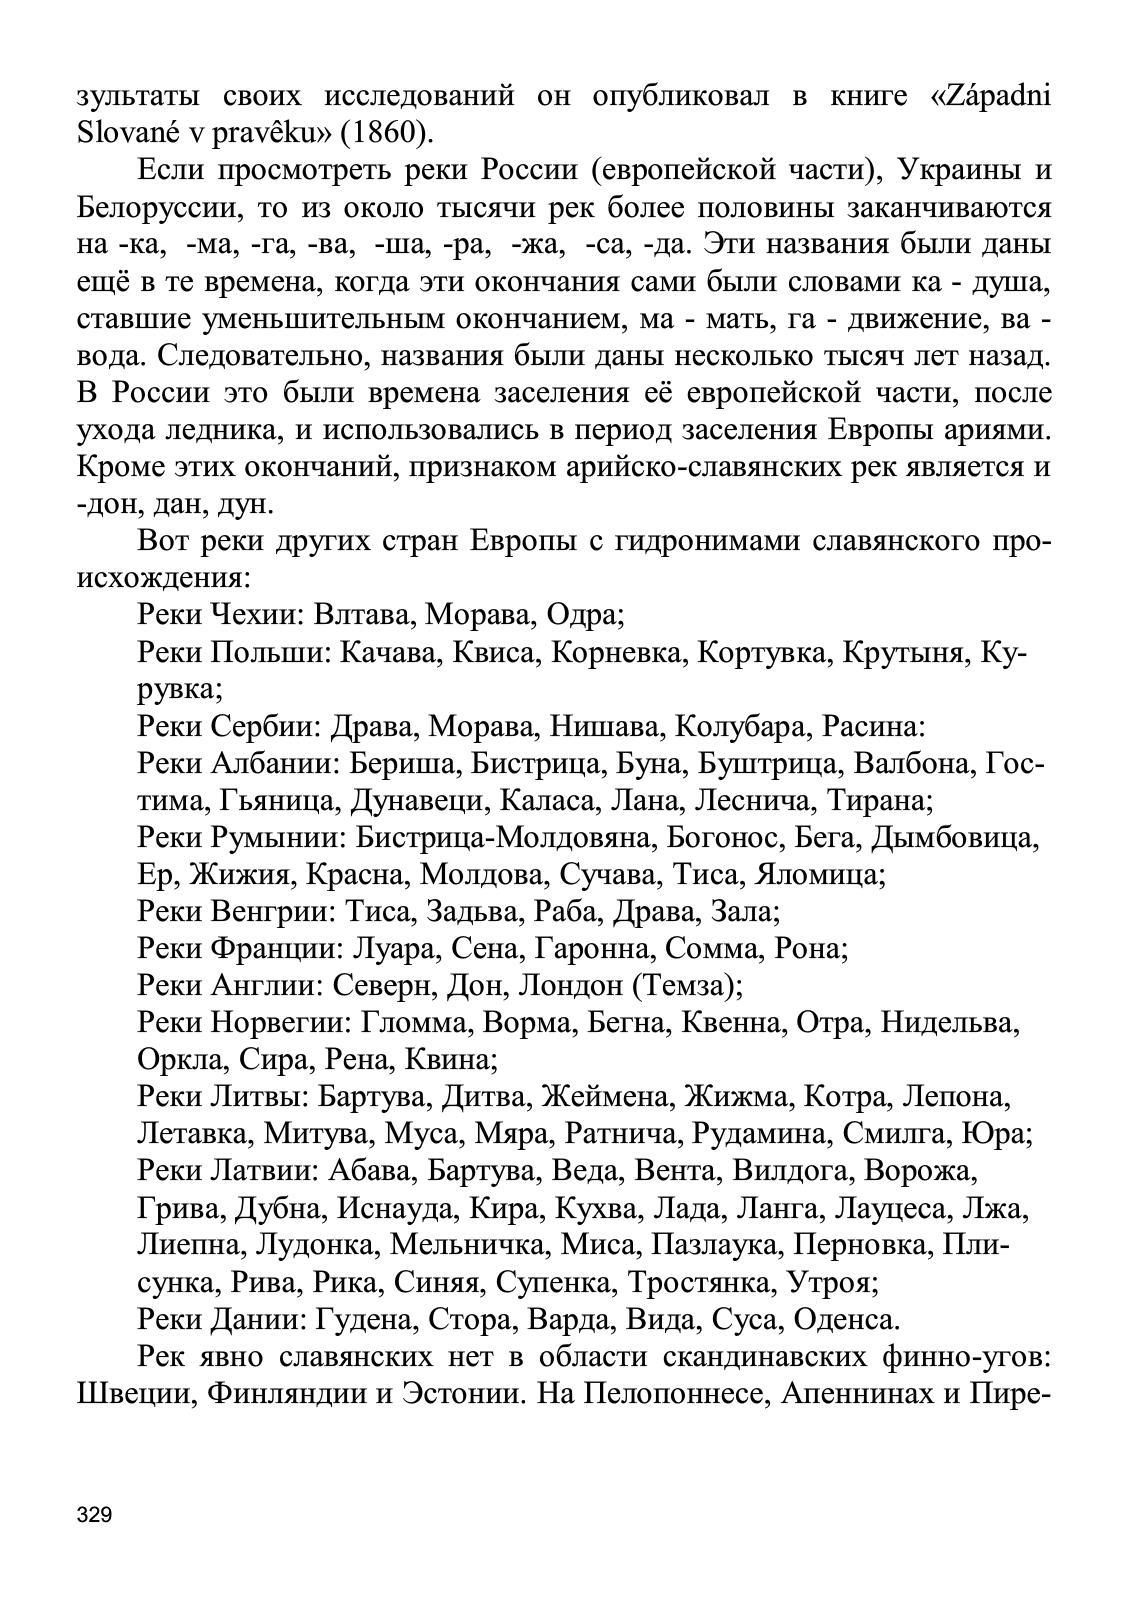 зультаты своих исследований он опубликовал в книге «Západni
Slované v pravêku» (1860).
Если просмотреть реки России (европейской части), Украины и
Белоруссии, то из около тысячи рек более половины заканчиваются
на -ка, -ма, -га, -ва, -ша, -ра, -жа, -са, -да. Эти названия были даны
ещё в те времена, когда эти окончания сами были словами ка - душа,
ставшие уменьшительным окончанием, ма - мать, га - движение, ва -
вода. Следовательно, названия были даны несколько тысяч лет назад.
В России это были времена заселения её европейской части, после
ухода ледника, и использовались в период заселения Европы ариями.
Кроме этих окончаний, признаком арийско-славянских рек является и
-дон, дан, дун.
Вот реки других стран Европы с гидронимами славянского про-
исхождения:
Реки Чехии: Влтава, Морава, Одра;
Реки Польши: Качава, Квиса, Корневка, Кортувка, Крутыня, Ку-
рувка;
Реки Сербии: Драва, Морава, Нишава, Колубара, Расина:
Реки Албании: Бериша, Бистрица, Буна, Буштрица, Валбона, Гос-
тима, Гьяница, Дунавеци, Каласа, Лана, Леснича, Тирана;
Реки Румынии: Бистрица-Молдовяна, Богонос, Бега, Дымбовица,
Ер, Жижия, Красна, Молдова, Сучава, Тиса, Яломица;
Реки Венгрии: Тиса, Задьва, Раба, Драва, Зала;
Реки Франции: Луара, Сена, Гаронна, Сомма, Рона;
Реки Англии: Северн, Дон, Лондон (Темза);
Реки Норвегии: Гломма, Ворма, Бегна, Квенна, Отра, Нидельва,
Оркла, Сира, Рена, Квина;
Реки Литвы: Бартува, Дитва, Жеймена, Жижма, Котра, Лепона,
Летавка, Митува, Муса, Мяра, Ратнича, Рудамина, Смилга, Юра;
Реки Латвии: Абава, Бартува, Веда, Вента, Вилдога, Ворожа,
Грива, Дубна, Иснауда, Кира, Кухва, Лада, Ланга, Лауцеса, Лжа,
Лиепна, Лудонка, Мельничка, Миса, Пазлаука, Перновка, Пли-
сунка, Рива, Рика, Синяя, Супенка, Тростянка, Утроя;
Реки Дании: Гудена, Стора, Варда, Вида, Суса, Оденса.
Рек явно славянских нет в области скандинавских финно-угов:
Швеции, Финляндии и Эстонии. На Пелопоннесе, Апеннинах и Пире-
329